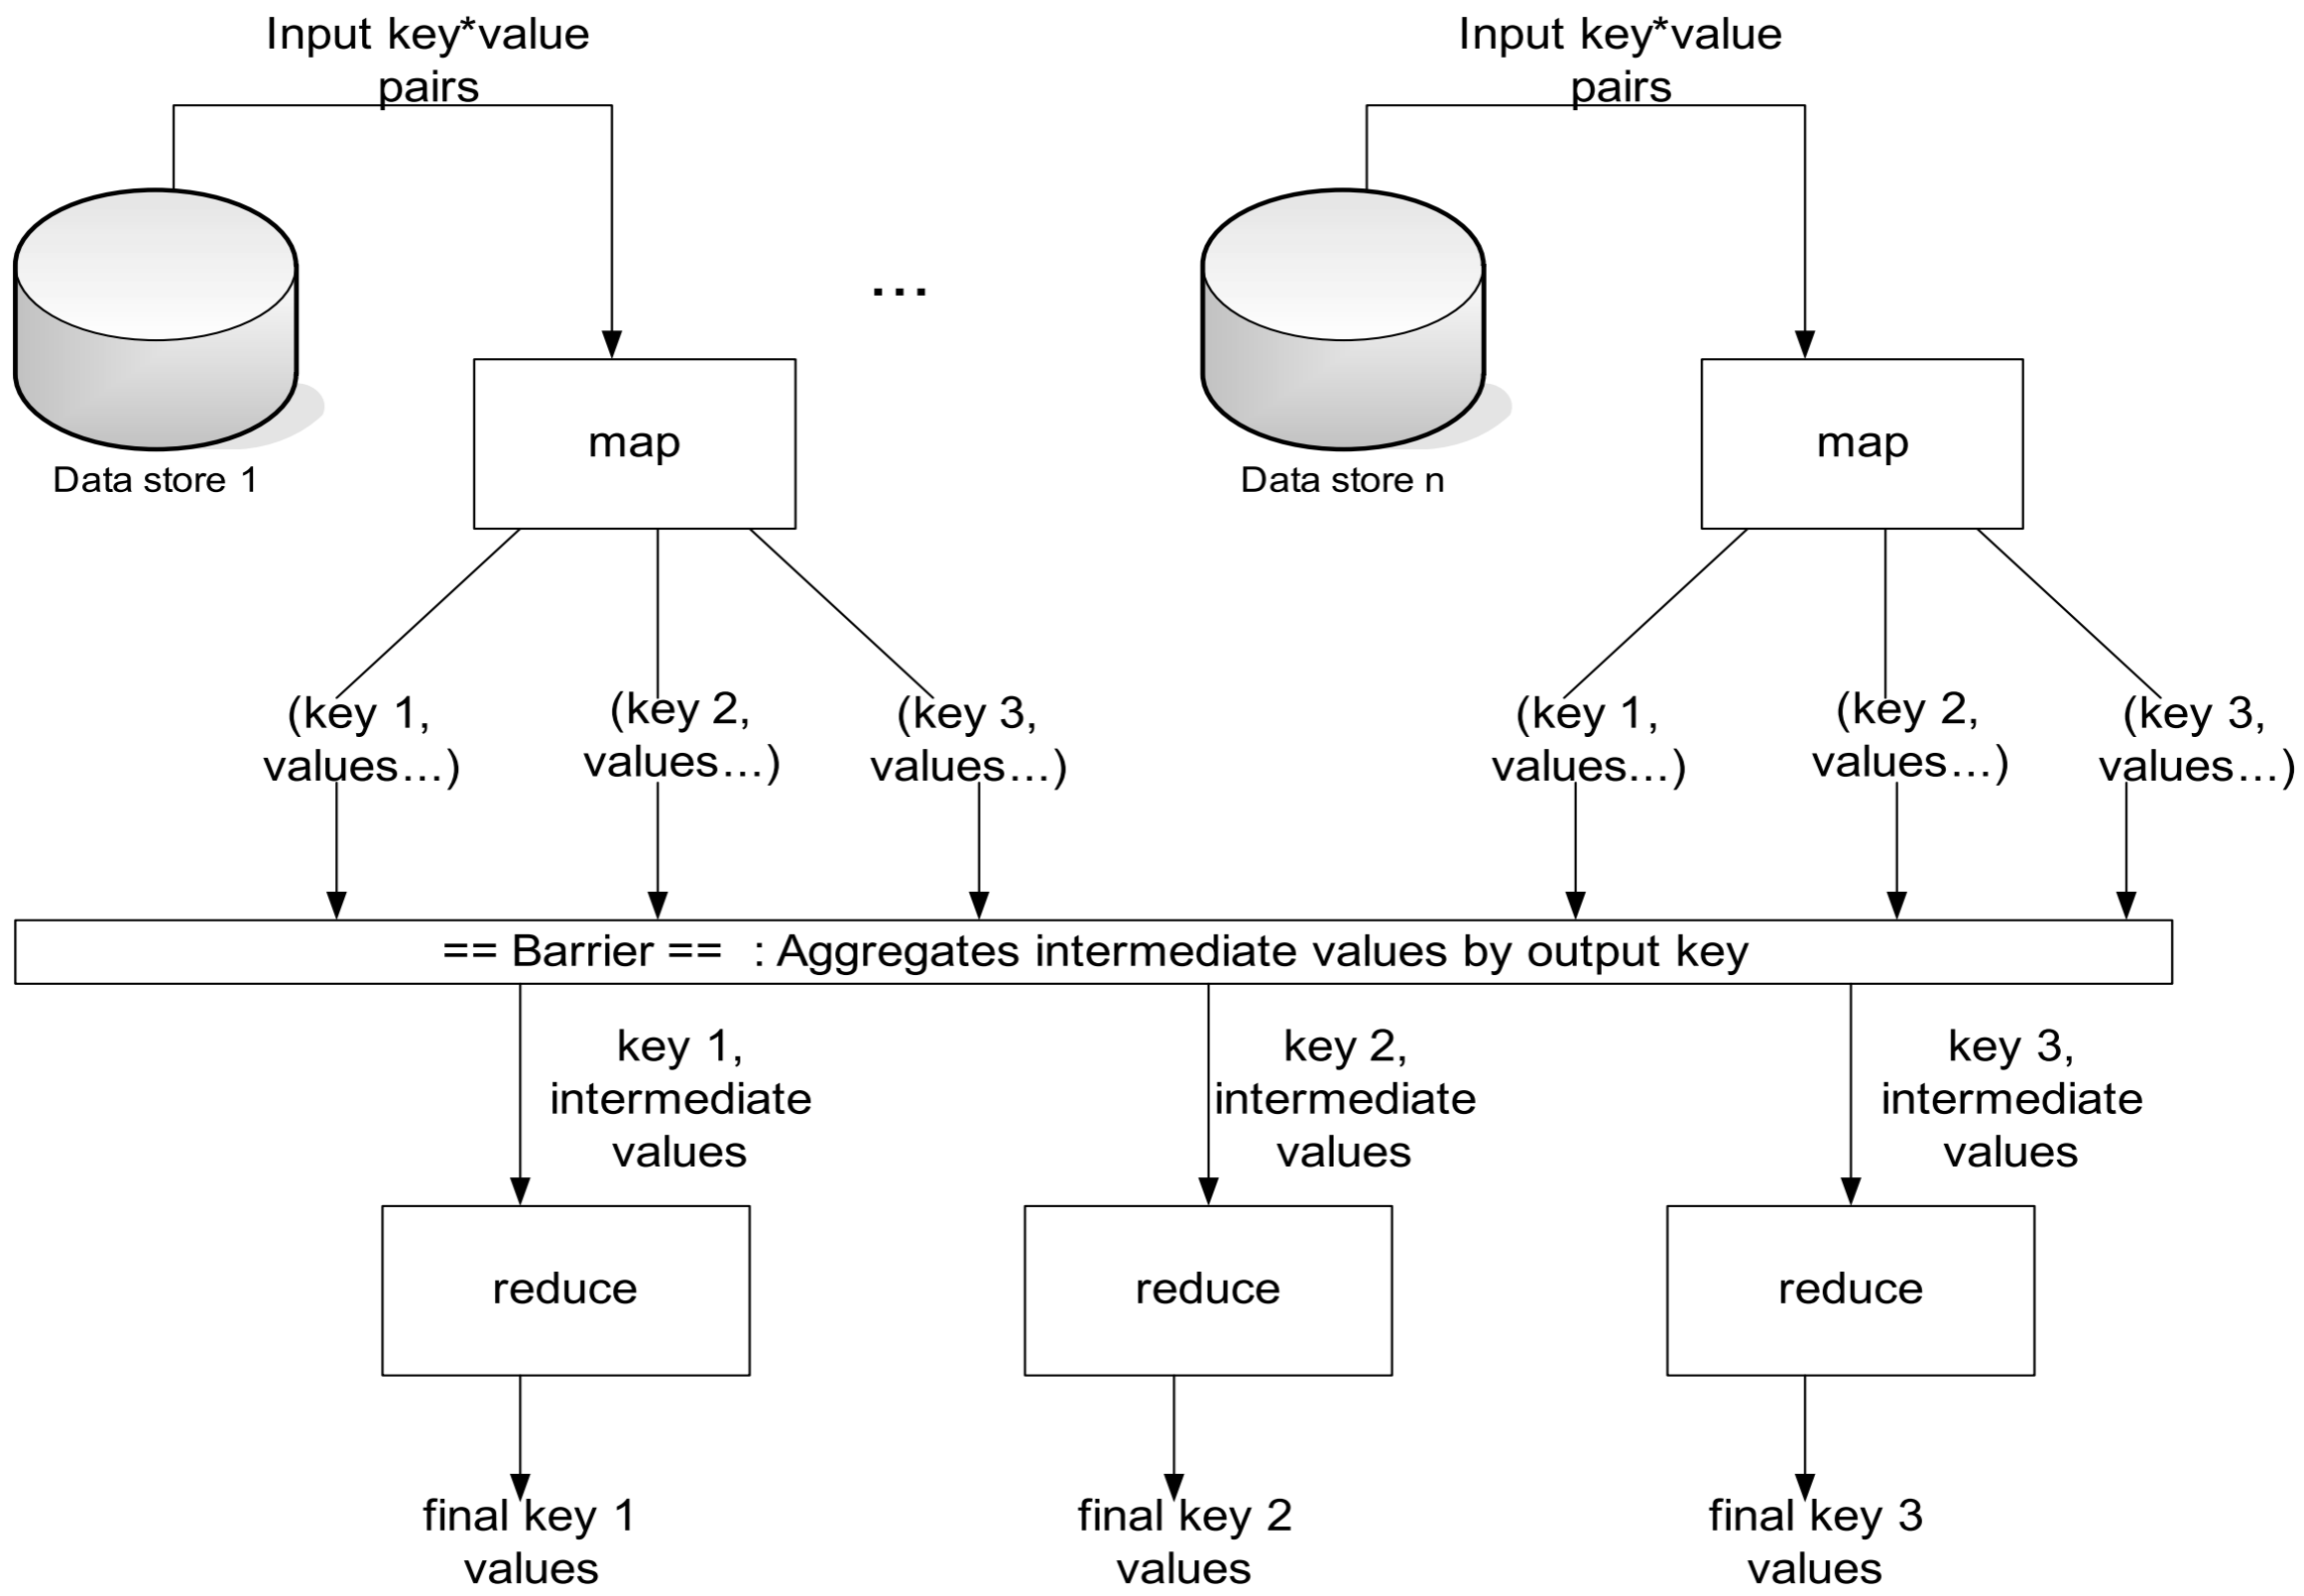 Input key*value
pairs
Input key*value
pairs
...
Data store 1
map
Data store n
map
(key 1,
values...)
(key 2,
values...)
(key 3,
values...)
(key 1,
values...)
(key 2,
values...)
(key 3,
values...)
== Barrier == : Aggregates intermediate values by output key
key 1,
intermediate
values
key 2,
intermediate
values
key 3,
intermediate
values
reduce
reduce
reduce
final key 1
values
final key 2
values
final key 3
values